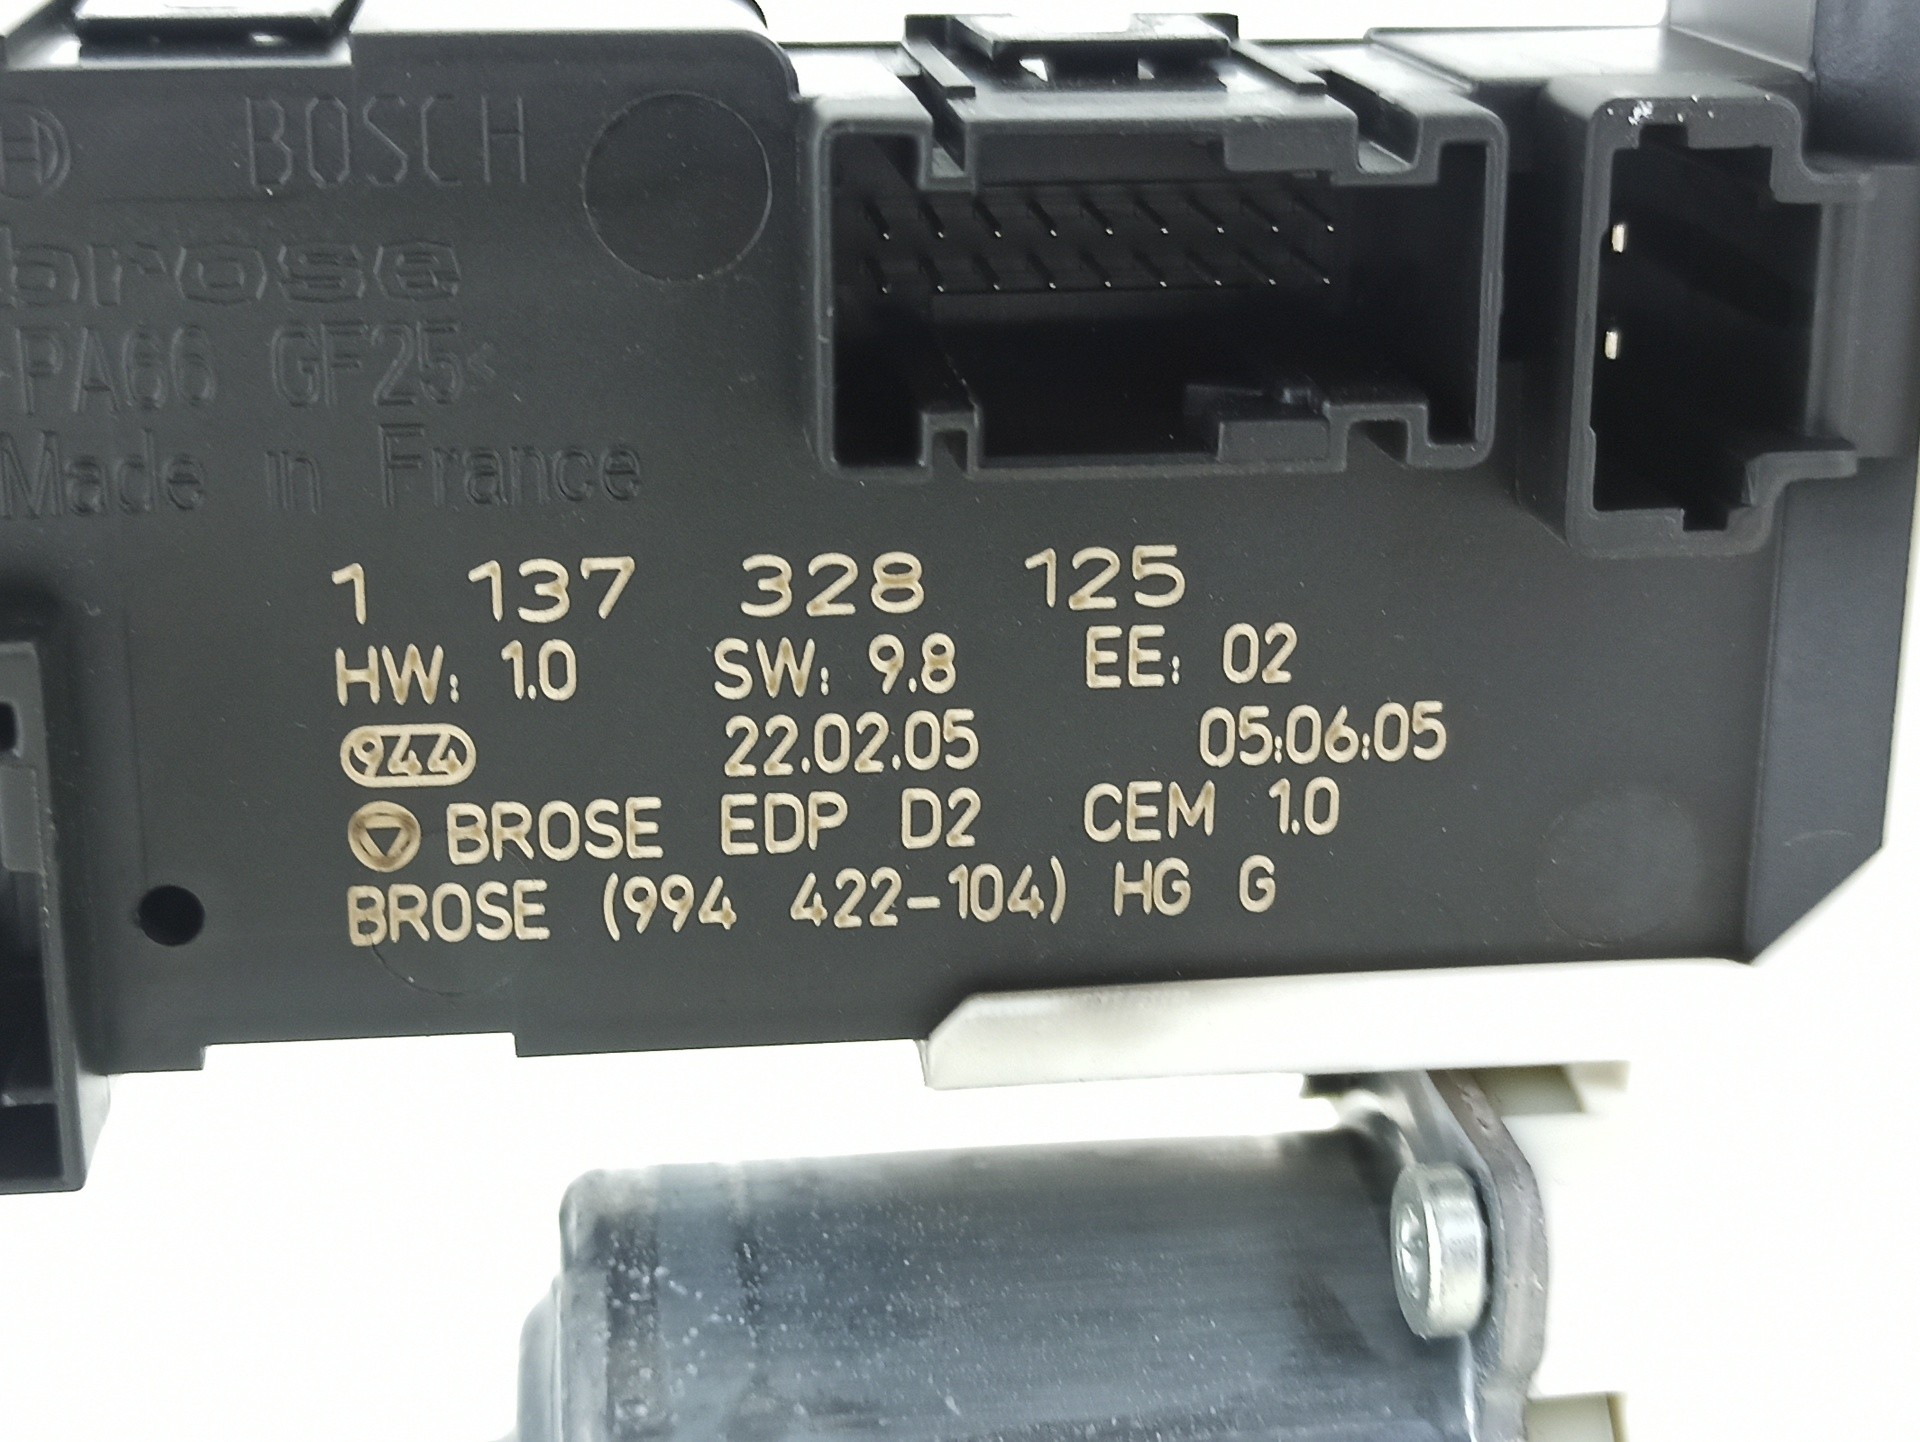 BOSCH
brose
>PA66 GF25<
Made in France
1 137 328 125
HW: 1.0 SW: 9.8 EE: 02
944 22.02.05 05:06:05
BROSE EDP D2 CEM 1.0
BROSE (994 422-104) HG G